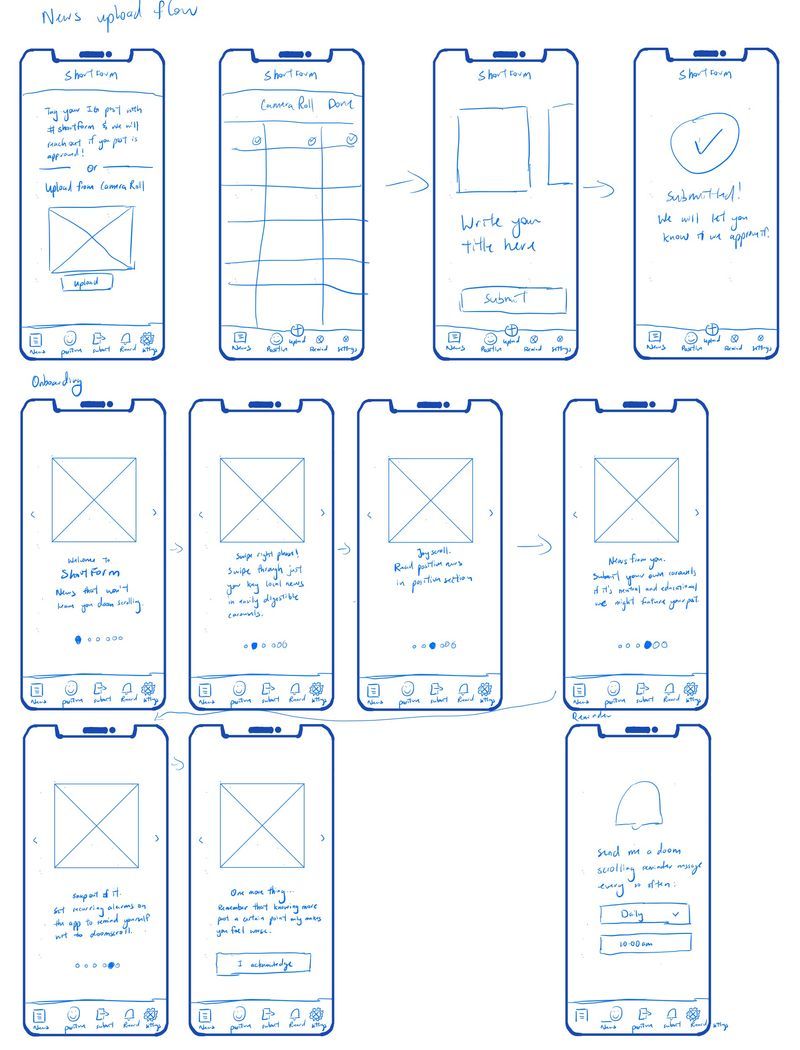 News upload flow
ShortForm
Tag your IG post with
#shortform & we will
reach out if your post is
approved!
or
Upload from Camera Roll
upload
News positive submit Remind settings
ShortForm
Camera Roll Done
News Positive upload Remind settings
ShortForm
Write your
title here
Submit
News Positive upload Remind settings
ShortForm
Submitted!
We will let you
know if we approve it.
News Positive upload Remind settings
Onboarding
Welcome to
ShortForm
News that won't
leave you doom scrolling.
News positive submit Remind settings
Swipe right please!
Swipe through just
your key local news
in easily digestible
carousels.
News positive submit Remind settings
Joyscroll.
Read positive news
in positive section
News positive submit Remind settings
News from you.
Submit your own carousels
if it's neutral and educational
we might feature your post.
News positive submit Remind settings
Snap out of it.
Set recurring alarms on
the app to remind yourself
not to doomscroll.
News positive submit Remind settings
One more thing...
Remember that knowing more
past a certain point only makes
you feel worse.
I acknowledge
News positive submit Remind settings
Reminder
Send me a doom
scrolling reminder message
every so often:
Daily
10:00am
News positive submit Remind settings